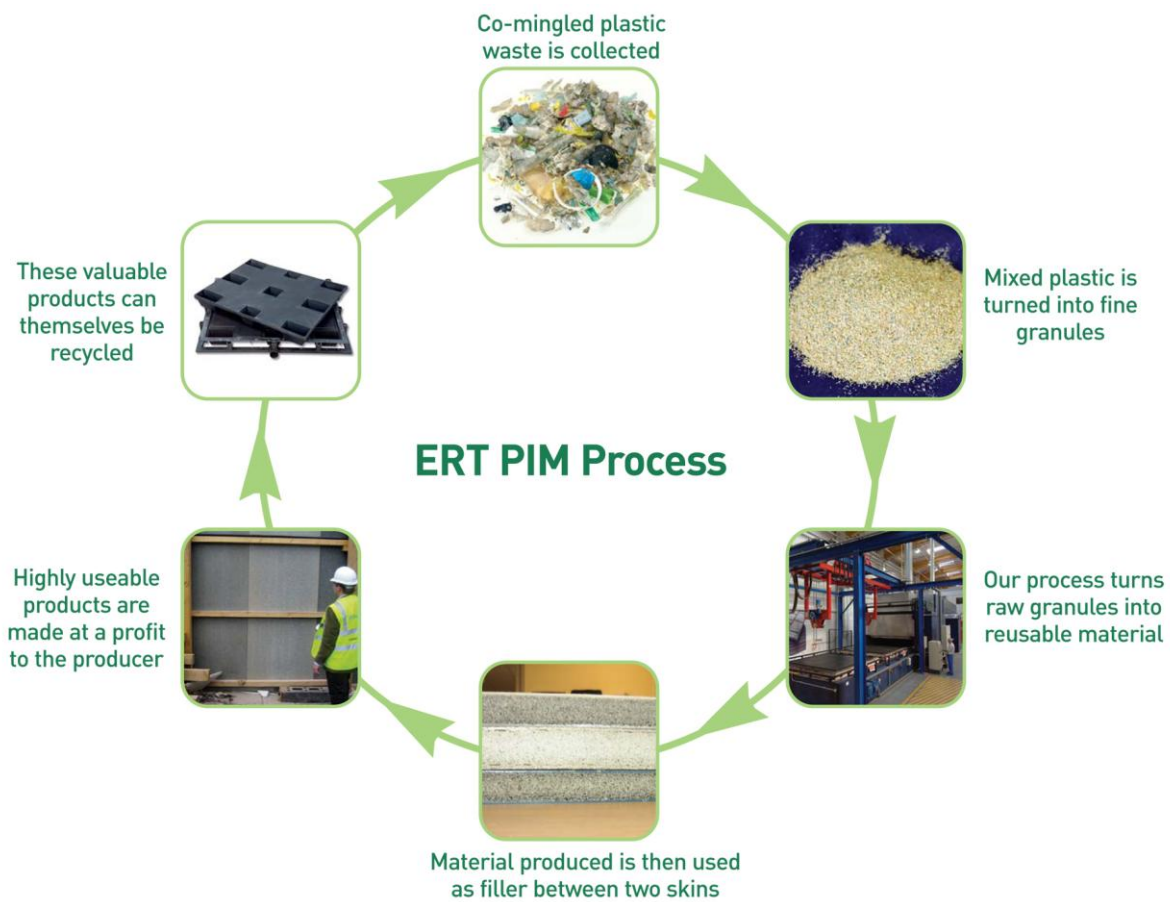 Co-mingled plastic
waste is collected
Mixed plastic is
turned into fine
granules
Our process turns
raw granules into
reusable material
Material produced is then used
as filler between two skins
Highly useable
products are
made at a profit
to the producer
These valuable
products can
themselves be
recycled
ERT PIM Process